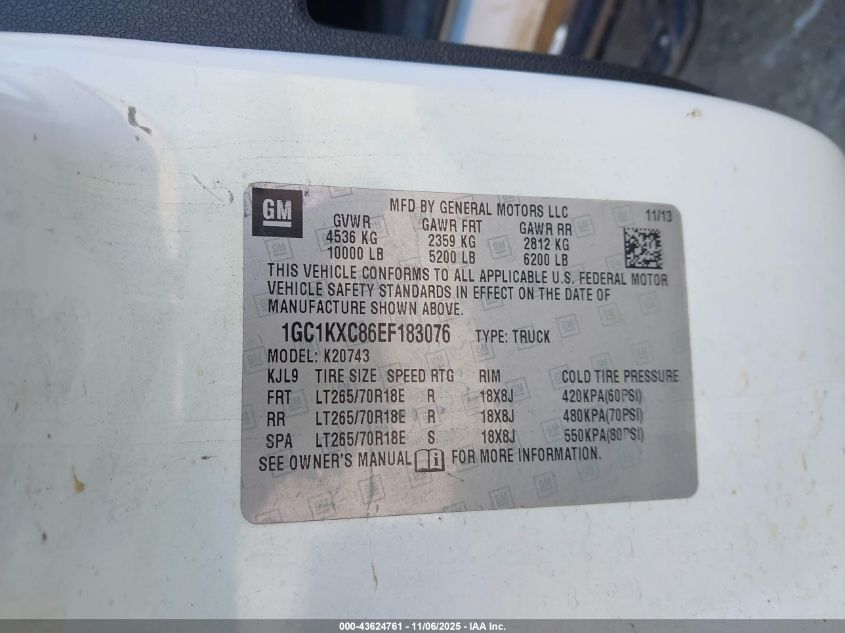 GM
MFD BY GENERAL MOTORS LLC 11/13
GVWR GAWR FRT GAWR RR
4536 KG 2359 KG 2812 KG
10000 LB 5200 LB 6200 LB
THIS VEHICLE CONFORMS TO ALL APPLICABLE U.S. FEDERAL MOTOR
VEHICLE SAFETY STANDARDS IN EFFECT ON THE DATE OF
MANUFACTURE SHOWN ABOVE.
1GC1KXC86EF183076 TYPE: TRUCK
MODEL: K20743
KJL9 TIRE SIZE SPEED RTG RIM COLD TIRE PRESSURE
FRT LT265/70R18E R 18X8J 420KPA(60PSI)
RR LT265/70R18E R 18X8J 480KPA(70PSI)
SPA LT265/70R18E S 18X8J 550KPA(80PSI)
SEE OWNER'S MANUAL FOR MORE INFORMATION.
000-43624761 - 11/06/2025 - IAA Inc.